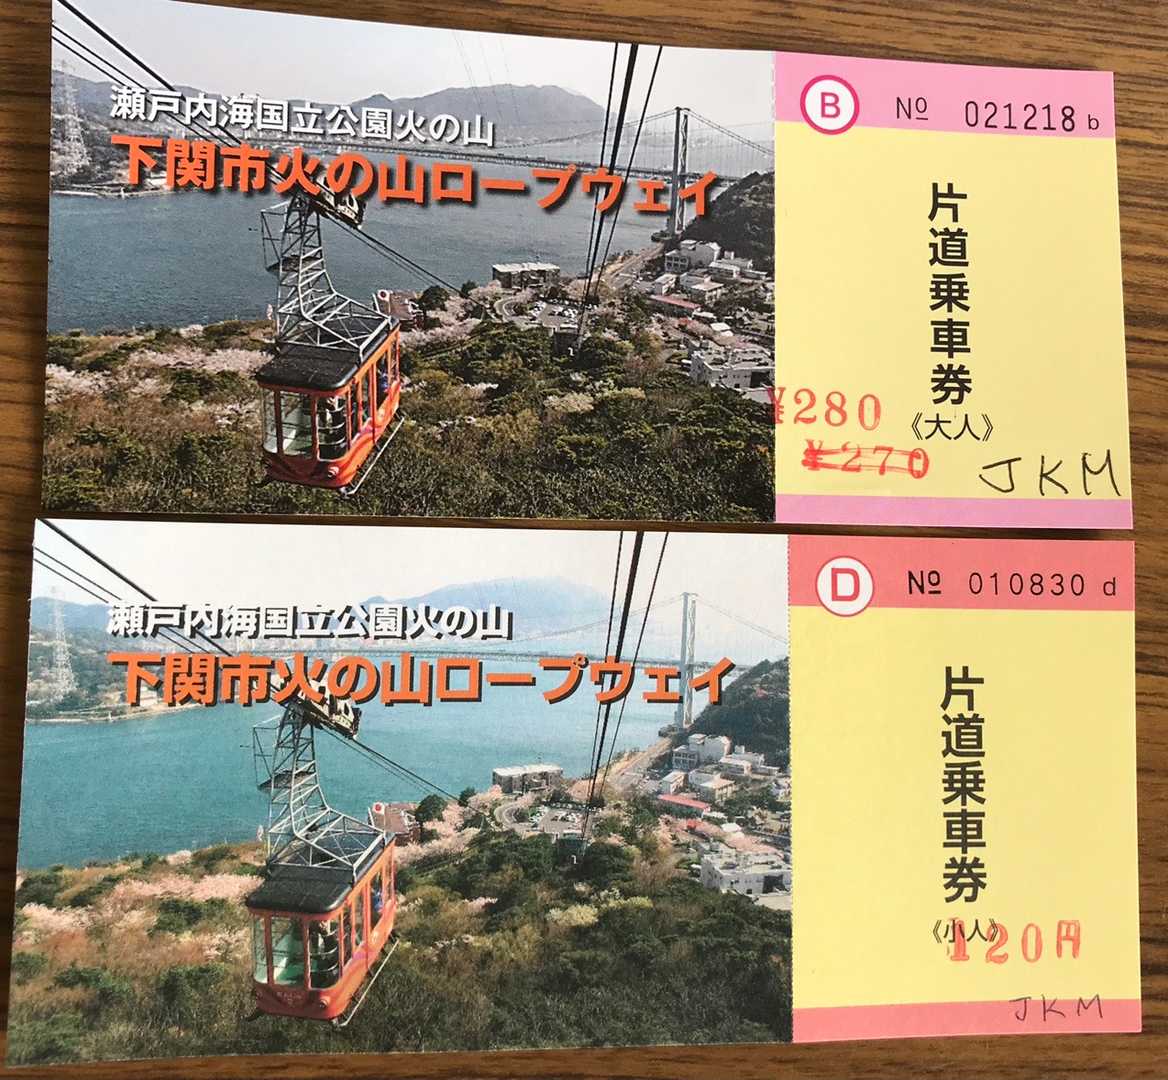 瀬戸内海国立公園火の山
下関市火の山ロープウェイ
B № 021218 b
片道乗車券
《大人》
¥280
¥270
JKM
瀬戸内海国立公園火の山
下関市火の山ロープウェイ
D № 010830 d
片道乗車券
《小人》
120円
JKM